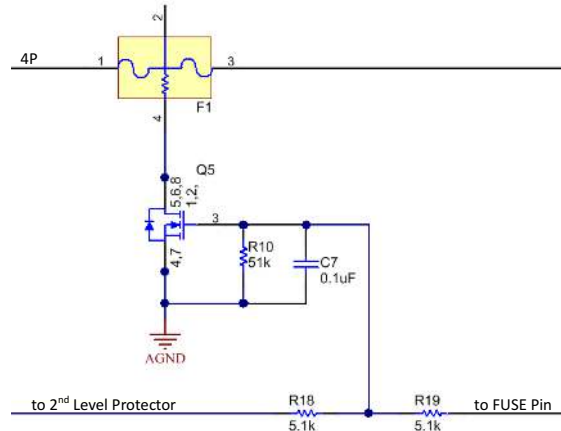 2
4P
1
3
F1
4
Q5
5,6,8
1,2,
3
4,7
R10
51k
C7
0.1uF
AGND
to 2nd Level Protector
R18
5.1k
R19
5.1k
to FUSE Pin